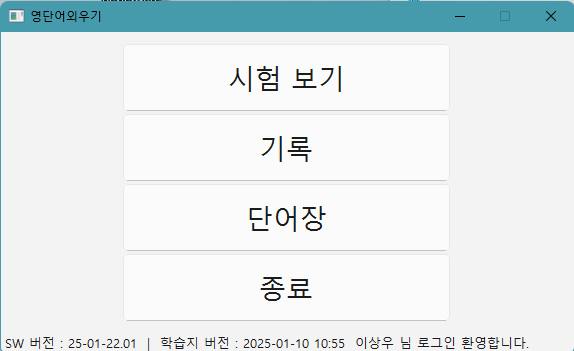 영단어외우기
시험 보기
기록
단어장
종료
SW 버전 : 25-01-22.01 | 학습지 버전 : 2025-01-10 10:55 이상우 님 로그인 환영합니다.